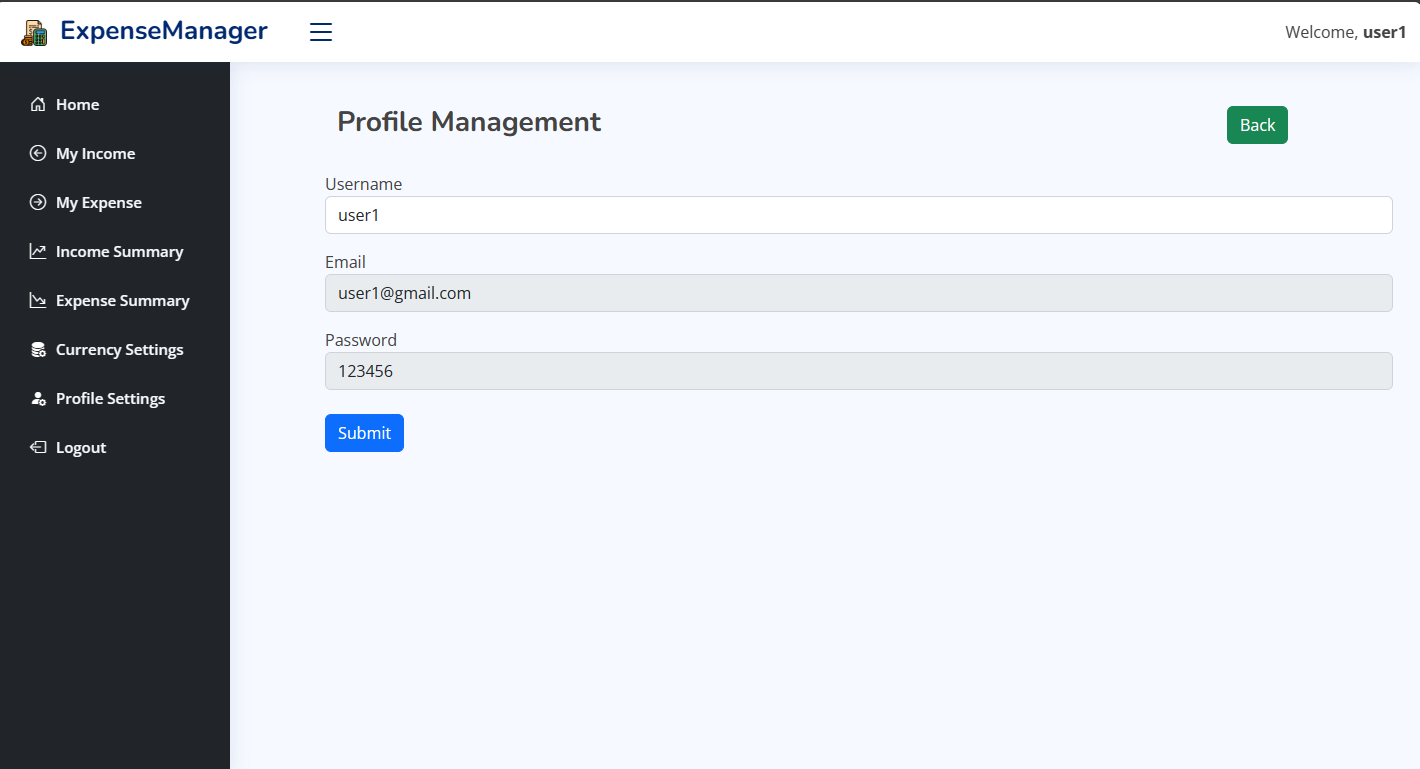 ExpenseManager
Welcome, user1
Home
My Income
My Expense
Income Summary
Expense Summary
Currency Settings
Profile Settings
Logout
Profile Management
Back
Username
user1
Email
user1@gmail.com
Password
123456
Submit